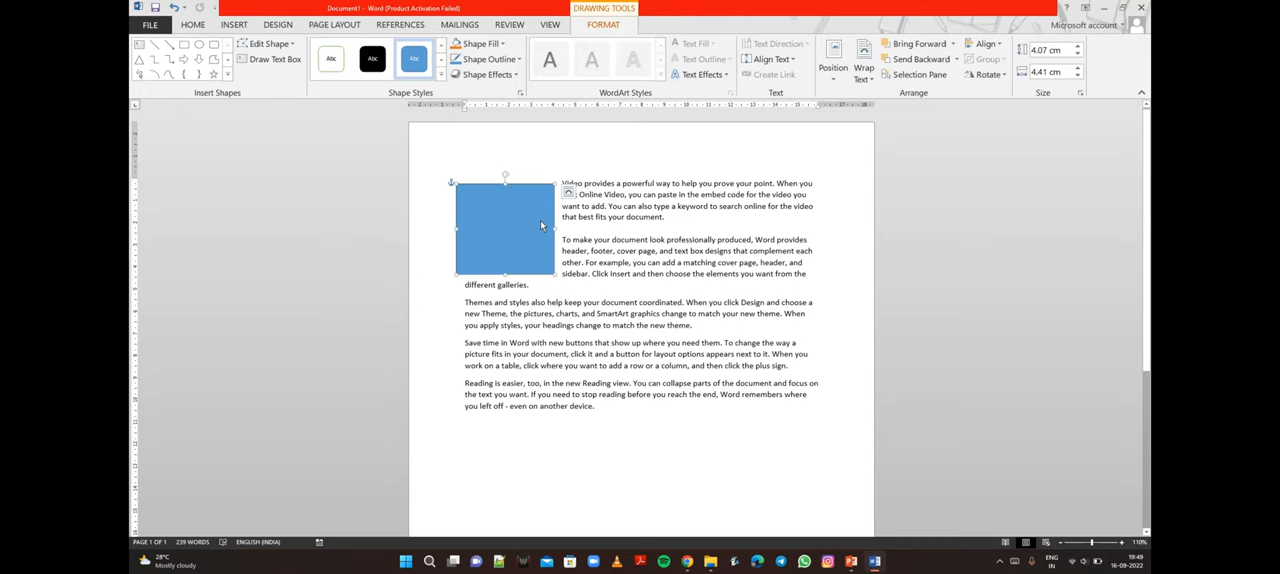 Document1 - Word (Product Activation Failed)
DRAWING TOOLS
FILE HOME INSERT DESIGN PAGE LAYOUT REFERENCES MAILINGS REVIEW VIEW FORMAT Microsoft account
Edit Shape
Draw Text Box
Insert Shapes
Abc Abc Abc
Shape Fill
Shape Outline
Shape Effects
Shape Styles
A A A
Text Fill
Text Outline
Text Effects
WordArt Styles
Text Direction
Align Text
Create Link
Text
Position
Wrap
Text
Bring Forward
Send Backward
Selection Pane
Align
Group
Rotate
Arrange
4.07 cm
4.41 cm
Size
Video provides a powerful way to help you prove your point. When you
Online Video, you can paste in the embed code for the video you
want to add. You can also type a keyword to search online for the video
that best fits your document.
To make your document look professionally produced, Word provides
header, footer, cover page, and text box designs that complement each
other. For example, you can add a matching cover page, header, and
sidebar. Click Insert and then choose the elements you want from the
different galleries.
Themes and styles also help keep your document coordinated. When you click Design and choose a
new Theme, the pictures, charts, and SmartArt graphics change to match your new theme. When
you apply styles, your headings change to match the new theme.
Save time in Word with new buttons that show up where you need them. To change the way a
picture fits in your document, click it and a button for layout options appears next to it. When you
work on a table, click where you want to add a row or a column, and then click the plus sign.
Reading is easier, too, in the new Reading view. You can collapse parts of the document and focus on
the text you want. If you need to stop reading before you reach the end, Word remembers where
you left off - even on another device.
PAGE 1 OF 1 239 WORDS ENGLISH (INDIA) 110%
28°C
Mostly cloudy
ENG
IN
19:49
16-09-2022